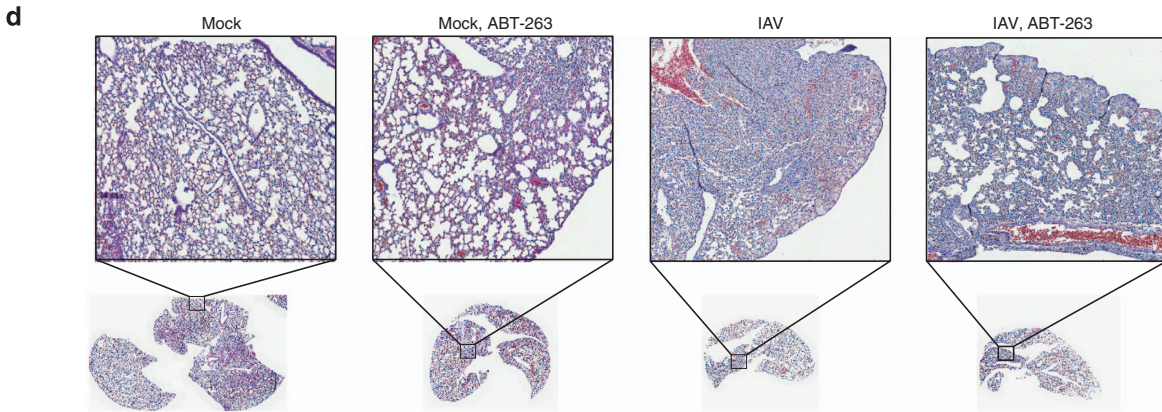 d
Mock
Mock, ABT-263
IAV
IAV, ABT-263